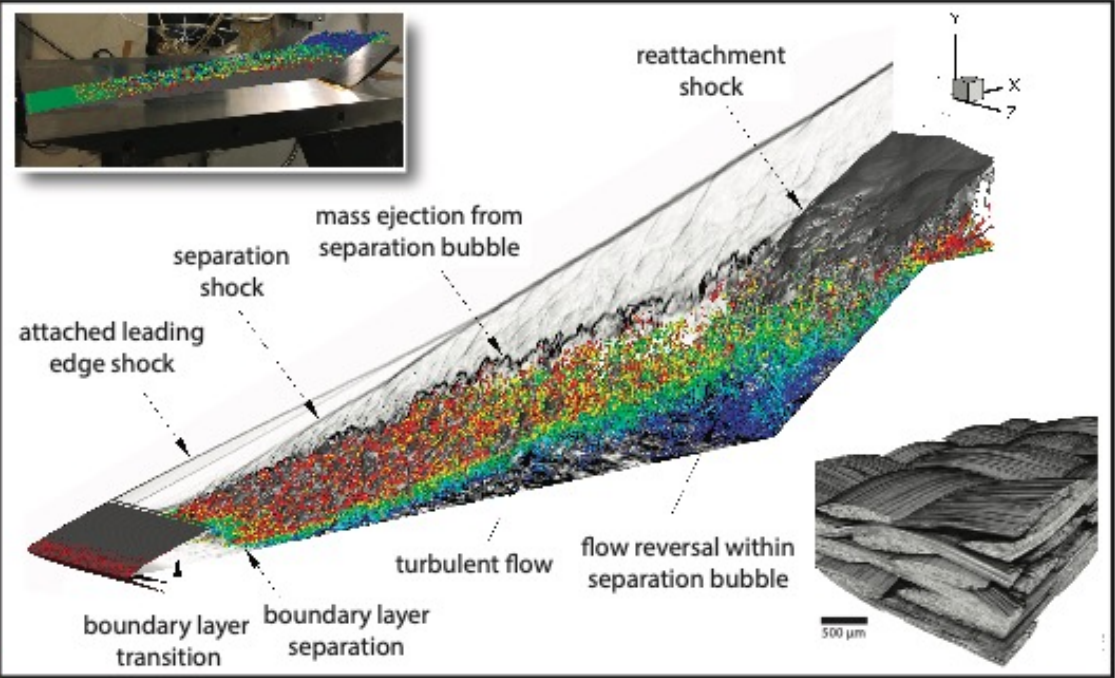 Y
X
Z
reattachment
shock
mass ejection from
separation bubble
separation
shock
attached leading
edge shock
turbulent flow
flow reversal within
separation bubble
boundary layer
separation
boundary layer
transition
500 µm